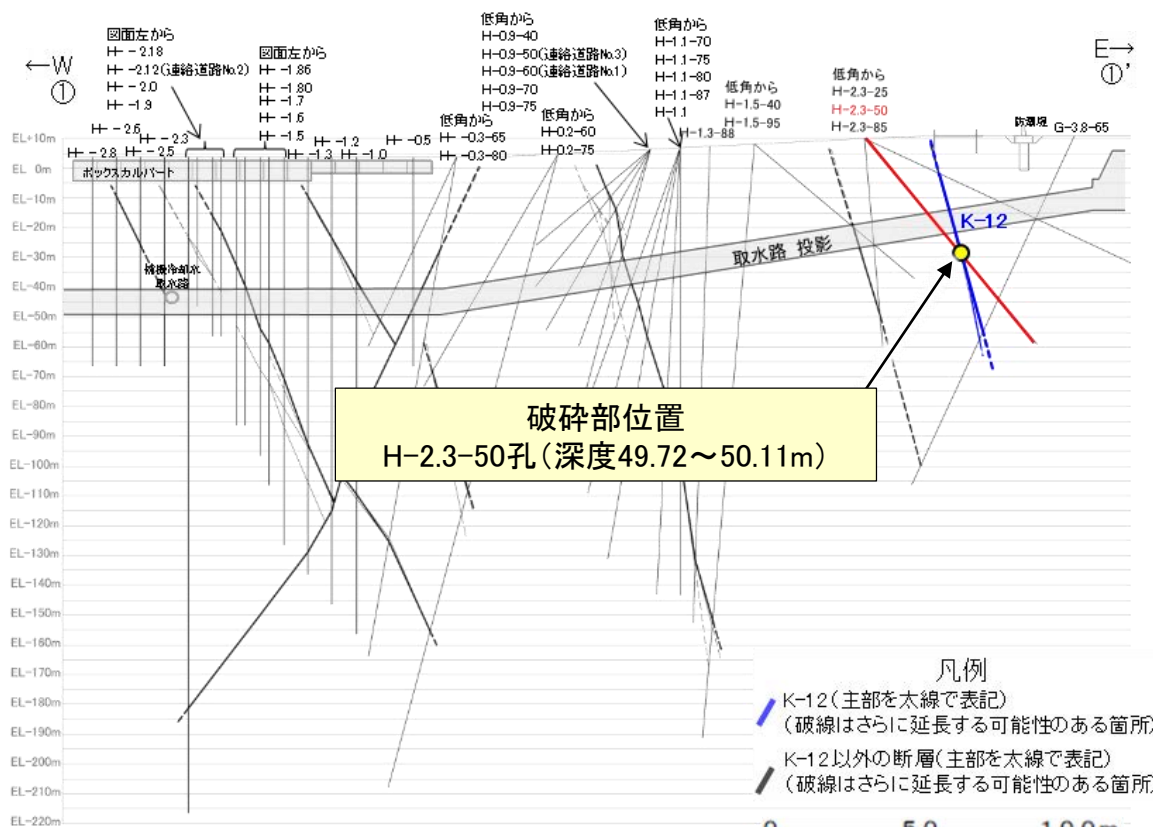 ←W
①
E→
①’
図面左から
H- -2.18
H- -2.12(連絡道路No.2)
H- -2.0
H- -1.9
図面左から
H- -1.86
H- -1.80
H- -1.7
H- -1.6
H- -1.5
低角から
H-0.9-40
H-0.9-50(連絡道路No.3)
H-0.9-60(連絡道路No.1)
H-0.9-70
H-0.9-75
低角から
H-1.1-70
H-1.1-75
H-1.1-80
H-1.1-87
H-1.1
低角から
H-1.5-40
H-1.5-95
低角から
H-2.3-25
H-2.3-50
H-2.3-85
防潮堤
G-3.8-65
H- -2.6
H- -2.3
H- -2.8
H- -2.5
H- -1.2
H- -0.5
H- -1.3
H- -1.0
低角から
H- -0.3-65
H- -0.3-80
低角から
H-0.2-60
H-0.2-75
H-1.3-88
EL+10m
EL 0m
EL-10m
EL-20m
EL-30m
EL-40m
EL-50m
EL-60m
EL-70m
EL-80m
EL-90m
EL-100m
EL-110m
EL-120m
EL-130m
EL-140m
EL-150m
EL-160m
EL-170m
EL-180m
EL-190m
EL-200m
EL-210m
EL-220m
ボックスカルバート
補機冷却水
取水路
取水路 投影
K-12
破砕部位置
H-2.3-50孔(深度49.72～50.11m)
凡例
K-12(主部を太線で表記)
(破線はさらに延長する可能性のある箇所)
K-12以外の断層(主部を太線で表記)
(破線はさらに延長する可能性のある箇所)
0 50 100m